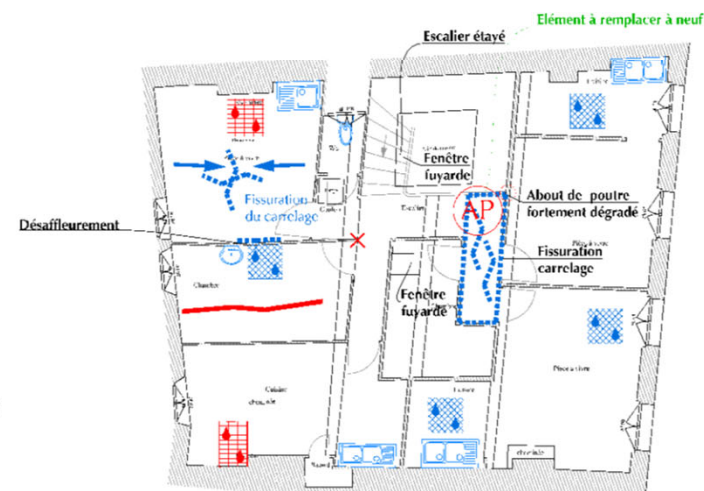 Elément à remplacer à neuf
Escalier étayé
Fenêtre
fuyarde
AP
About de poutre
fortement dégradé
Fissuration
du carrelage
Désaffleurement
Fissuration
carrelage
Chambre
Fenêtre
fuyarde
Pièce à vivre
Cuisine